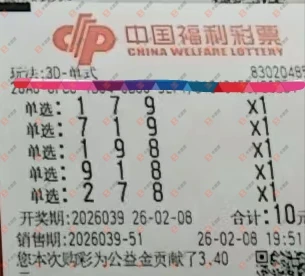 中国福利彩票
CHINA WELFARE LOTTERY
玩法:3D-单式 83020485
单选: 1 7 9 X1
单选: 7 1 9 X1
单选: 1 9 8 X1
单选: 9 1 8 X1
单选: 2 7 8 X1
开奖期:2026039 26-02-08 合计:10元
销售期:2026039-51 26-02-08 19:51
您本次购彩为公益金贡献了3.40